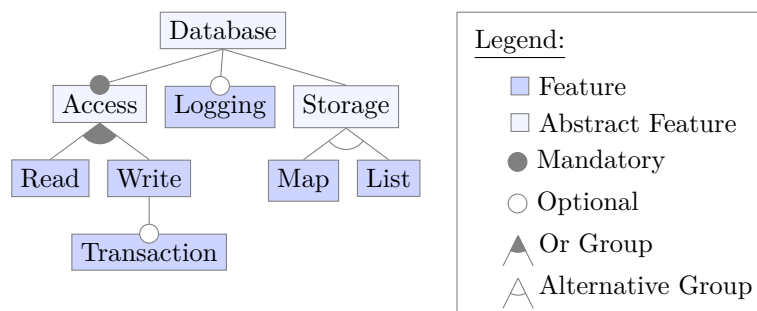 Database
Access
Logging
Storage
Read
Write
Map
List
Transaction
Legend:
Feature
Abstract Feature
Mandatory
Optional
Or Group
Alternative Group